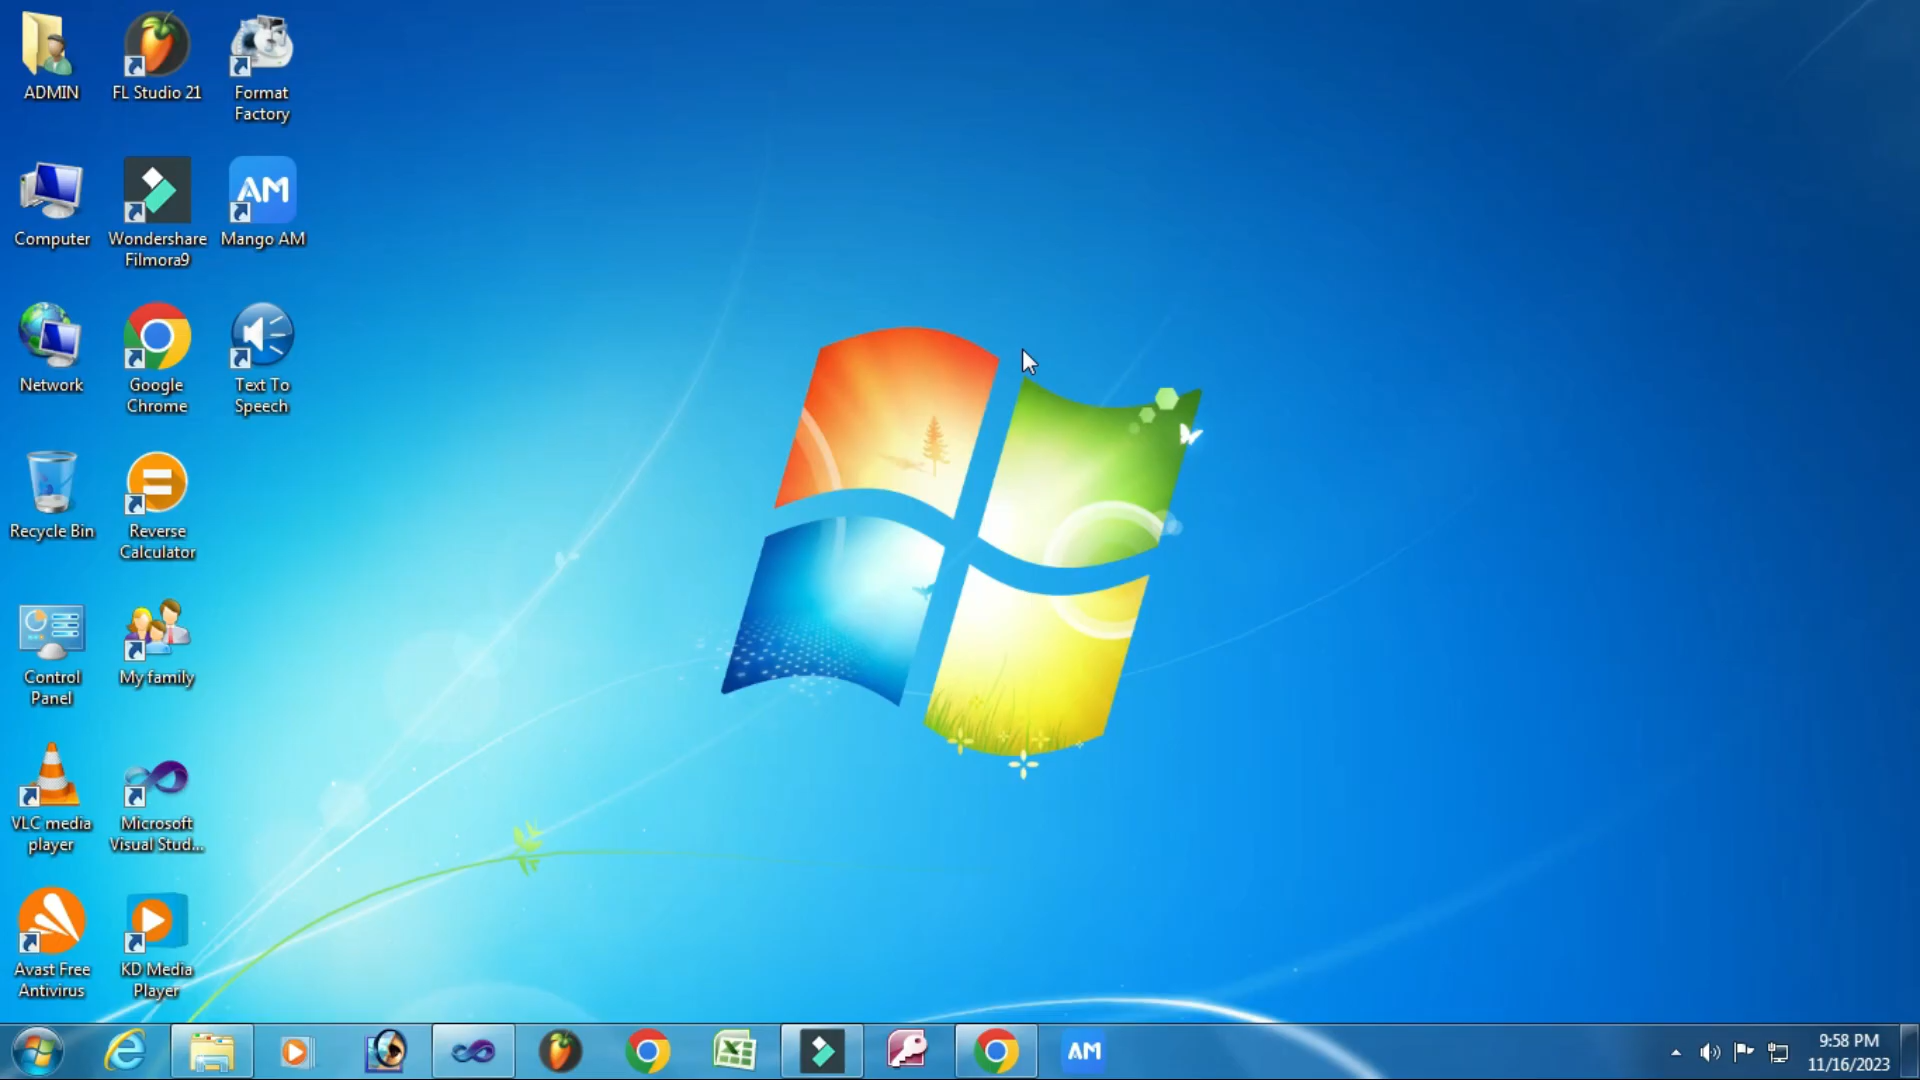 ADMIN
FL Studio 21
Format
Factory
AM
Computer
Wondershare
Filmora9
Mango AM
Network
Google
Chrome
Text To
Speech
Recycle Bin
Reverse
Calculator
Control
Panel
My family
VLC media
player
Microsoft
Visual Stud...
Avast Free
Antivirus
KD Media
Player
AM
9:58 PM
11/16/2023